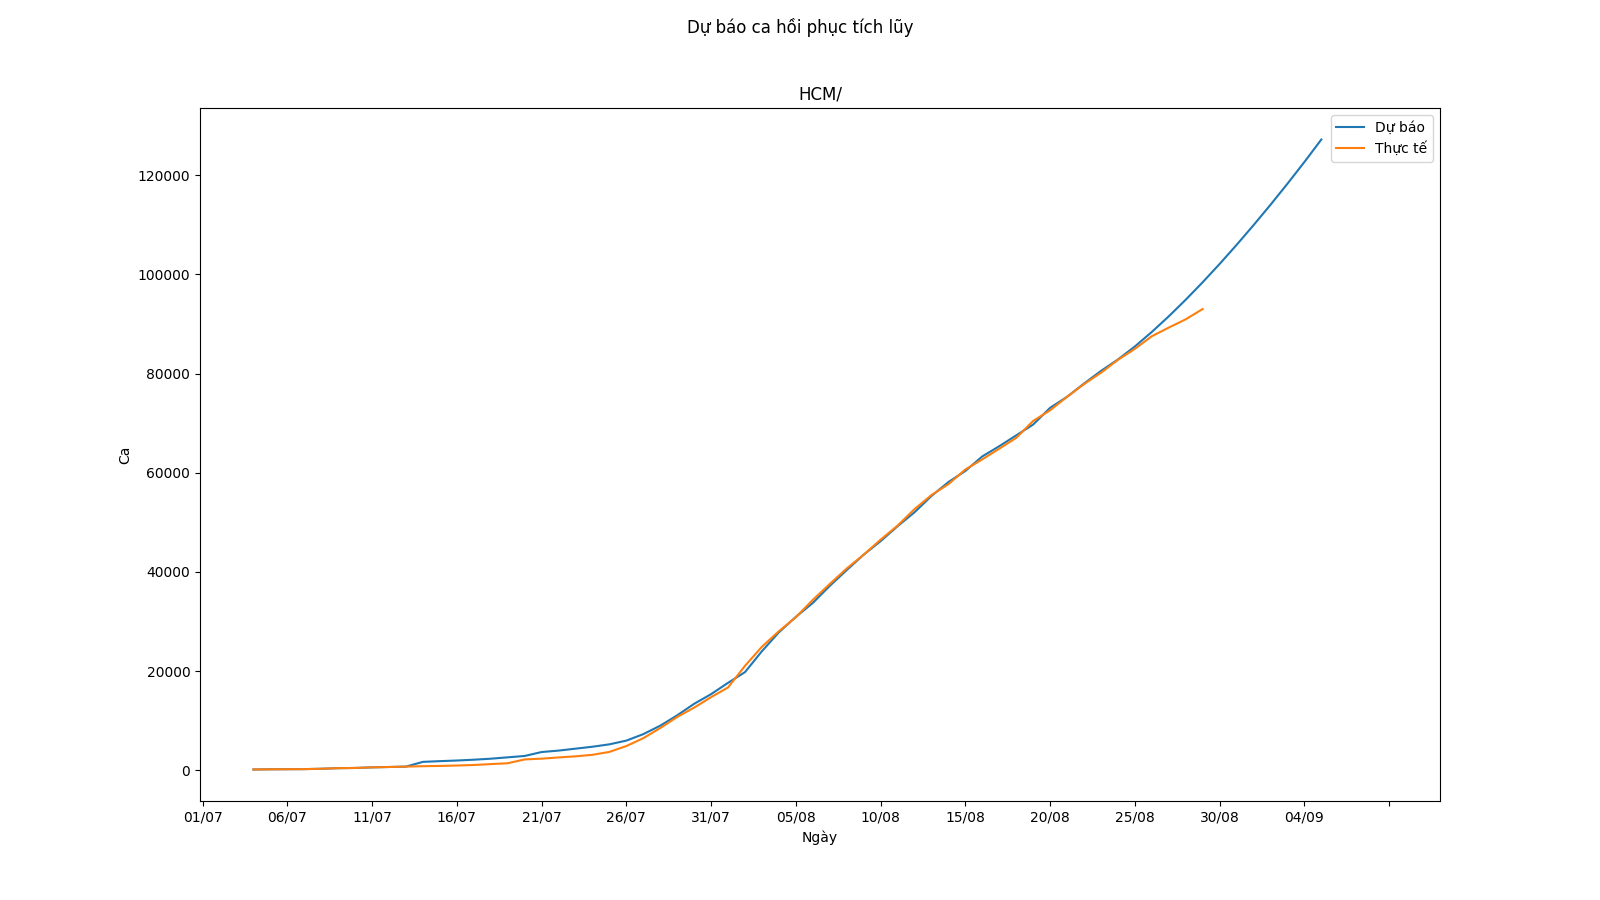 Dự báo ca hồi phục tích lũy
HCM/
Dự báo
Thực tế
120000
100000
80000
60000
40000
20000
0
Ca
01/07 06/07 11/07 16/07 21/07 26/07 31/07 05/08 10/08 15/08 20/08 25/08 30/08 04/09
Ngày